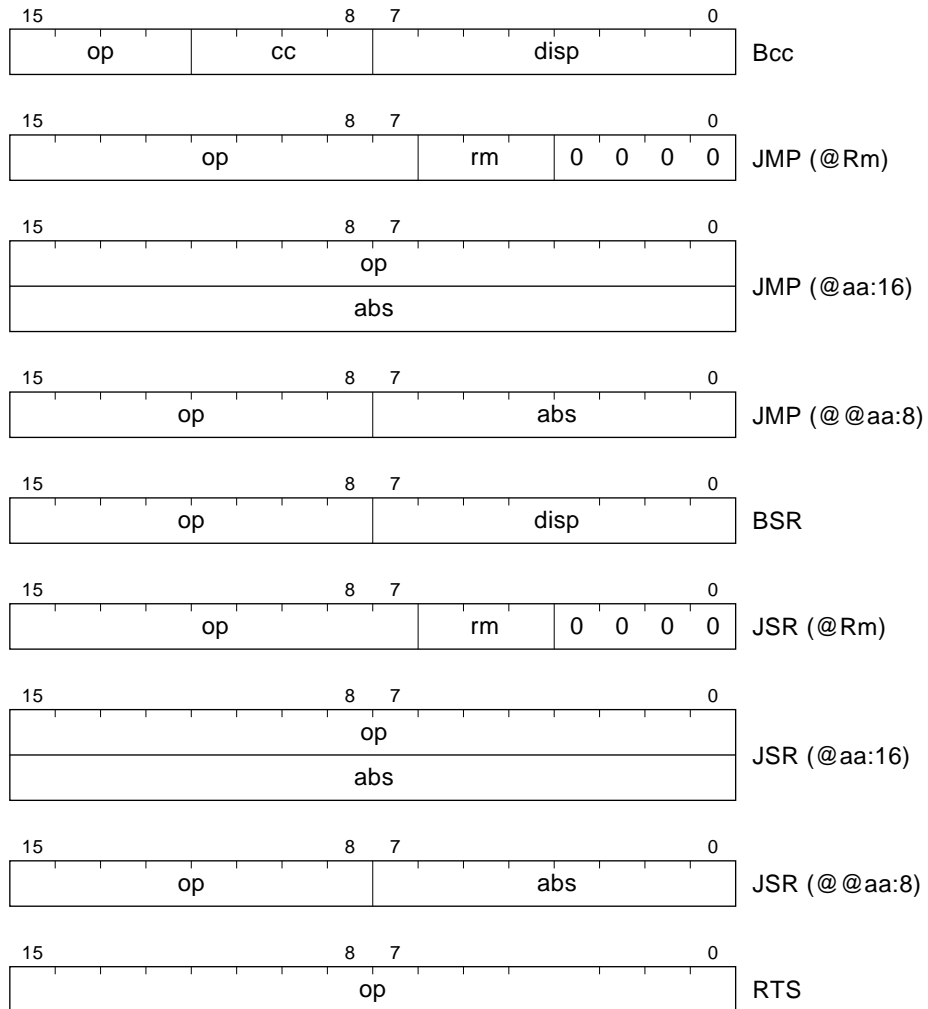 15 8 7 0
op cc disp Bcc
15 8 7 0
op rm 0 0 0 0 JMP (@Rm)
15 8 7 0
op
JMP (@aa:16)
abs
15 8 7 0
op abs JMP (@@aa:8)
15 8 7 0
op disp BSR
15 8 7 0
op rm 0 0 0 0 JSR (@Rm)
15 8 7 0
op
JSR (@aa:16)
abs
15 8 7 0
op abs JSR (@@aa:8)
15 8 7 0
op RTS